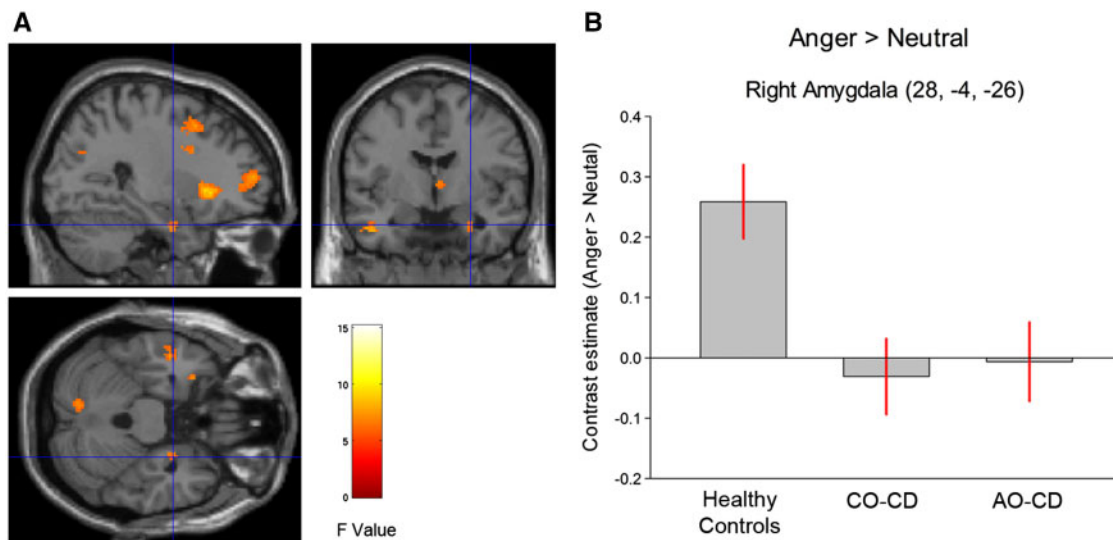 A
15
10
5
0
F Value
B
Anger > Neutral
Right Amygdala (28, -4, -26)
Contrast estimate (Anger > Neutal)
0.4
0.3
0.2
0.1
0.0
-0.1
-0.2
Healthy
Controls
CO-CD
AO-CD